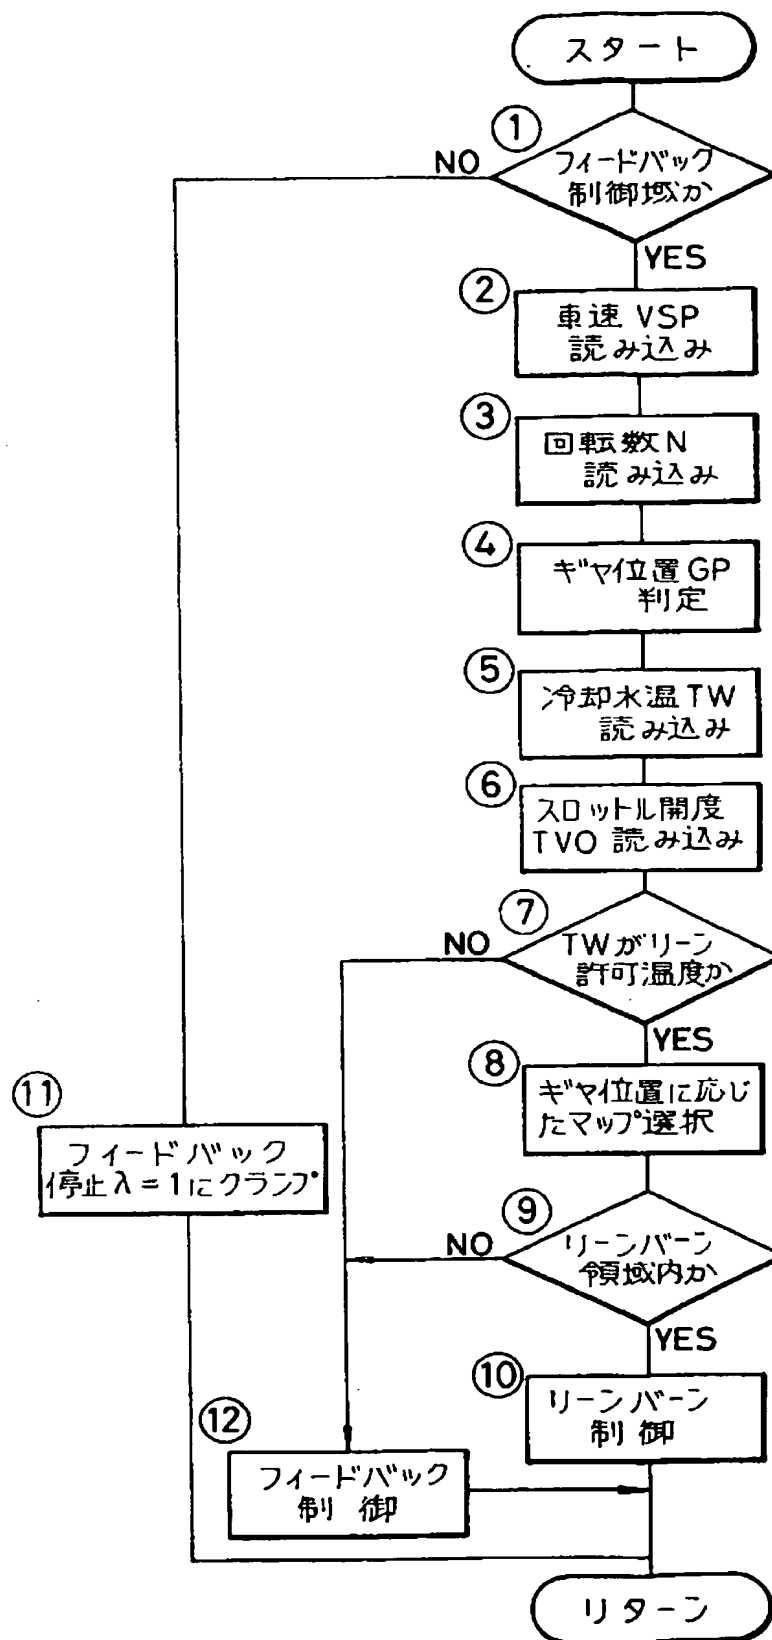 スタート
①
フィードバック
制御域か
NO
YES
②
車速 VSP
読み込み
③
回転数 N
読み込み
④
ギヤ位置 GP
判定
⑤
冷却水温 TW
読み込み
⑥
スロットル開度
TVO 読み込み
⑦
TWがリーン
許可温度か
NO
YES
⑧
ギヤ位置に応じ
たマップ選択
⑨
リーンバーン
領域内か
NO
YES
⑩
リーンバーン
制御
⑪
フィードバック
停止 λ=1にクランプ
⑫
フィードバック
制御
リターン